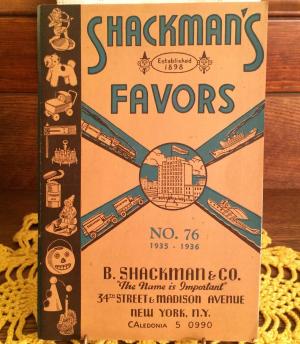 SHACKMAN'S
Established
1898
FAVORS
NO. 76
1935 - 1936
B. SHACKMAN & CO.
"The Name is Important"
34TH STREET & MADISON AVENUE
NEW YORK, N.Y.
CALEDONIA 5 0990